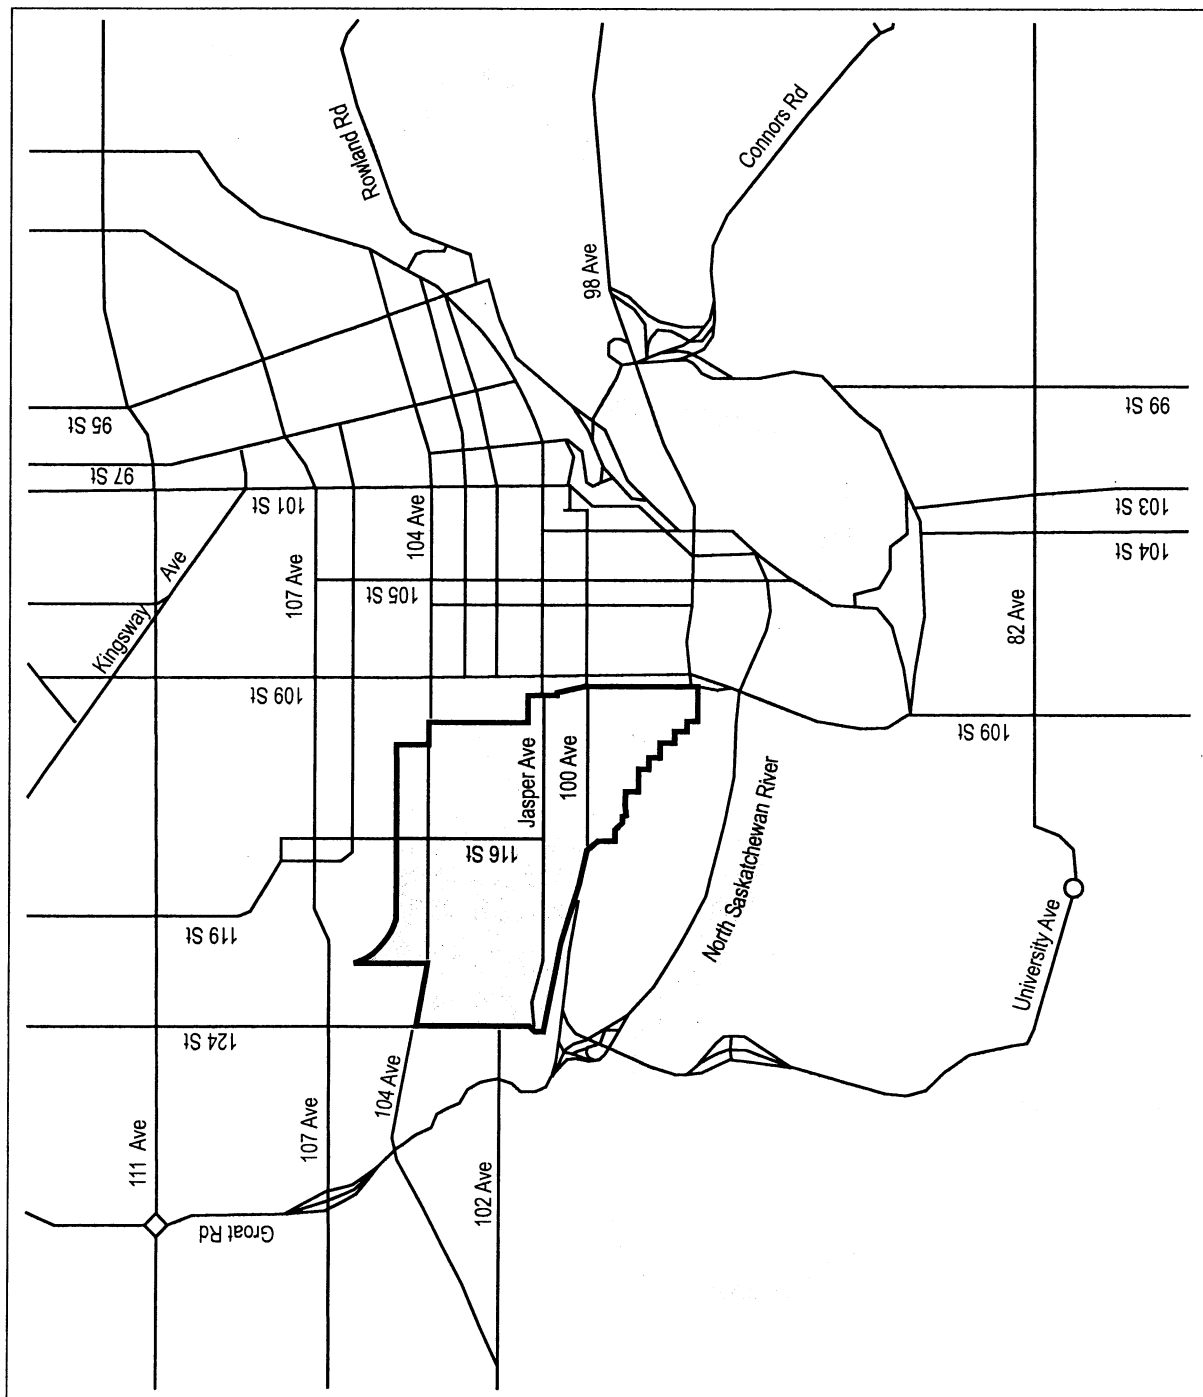 Rowland Rd
Connors Rd
98 Ave
95 St
97 St
101 St
99 St
103 St
104 St
104 Ave
Kingsway Ave
107 Ave
105 St
82 Ave
109 St
109 St
Jasper Ave
100 Ave
116 St
North Saskatchewan River
119 St
University Ave
124 St
104 Ave
111 Ave
107 Ave
102 Ave
Groat Rd